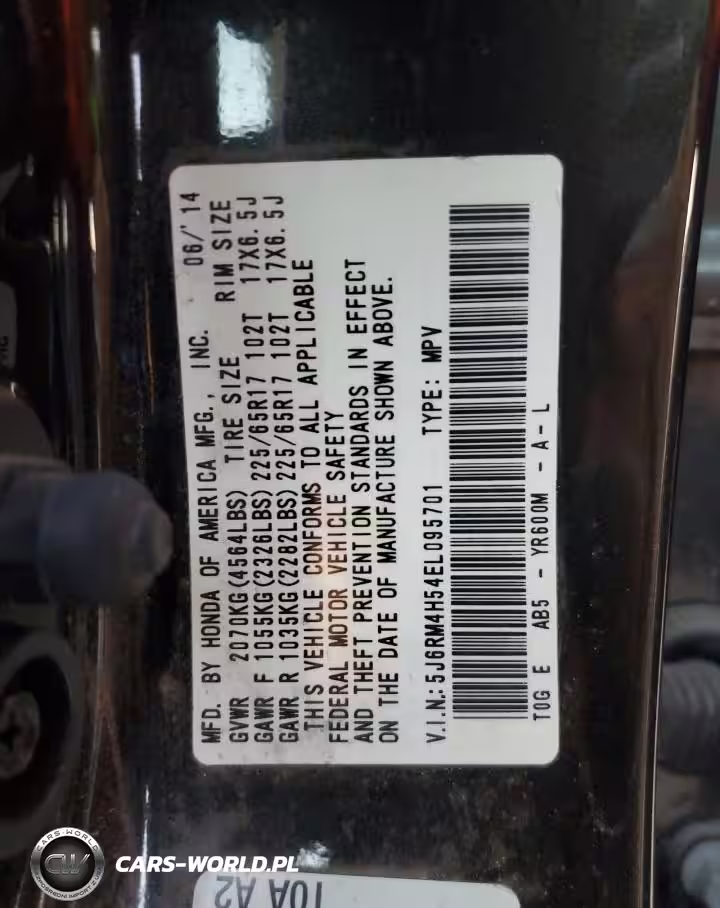 MFD. BY HONDA OF AMERICA MFG., INC. 06/'14
GVWR 2070KG(4564LBS) TIRE SIZE RIM SIZE
GAWR F 1055KG(2326LBS) 225/65R17 102T 17X6.5J
GAWR R 1035KG(2282LBS) 225/65R17 102T 17X6.5J
THIS VEHICLE CONFORMS TO ALL APPLICABLE
FEDERAL MOTOR VEHICLE SAFETY
AND THEFT PREVENTION STANDARDS IN EFFECT
ON THE DATE OF MANUFACTURE SHOWN ABOVE.
V.I.N.:5J6RM4H54EL095701 TYPE: MPV
T0G E AB5 - YR600M - A - L
CARS-WORLD
CW
CARS-WORLD.PL